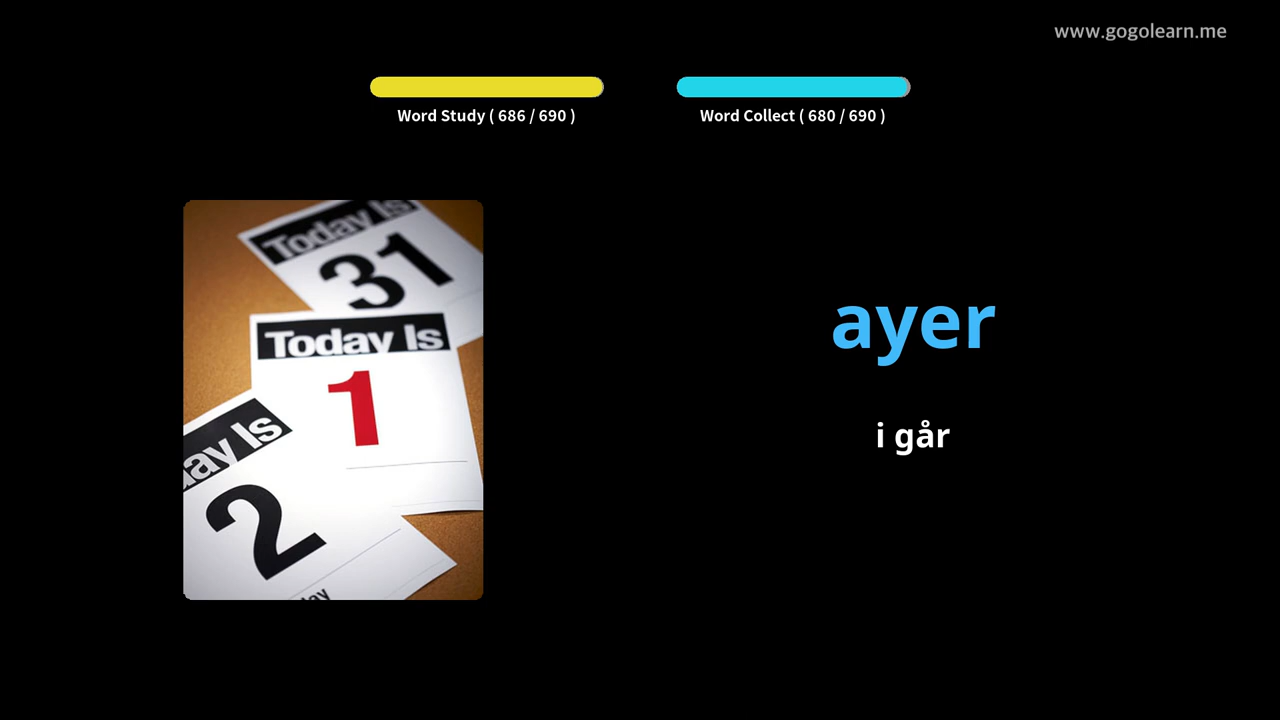 www.gogolearn.me
Word Study ( 686 / 690 )
Word Collect ( 680 / 690 )
Today Is
31
Today Is
1
ay Is
2
ayer
i går